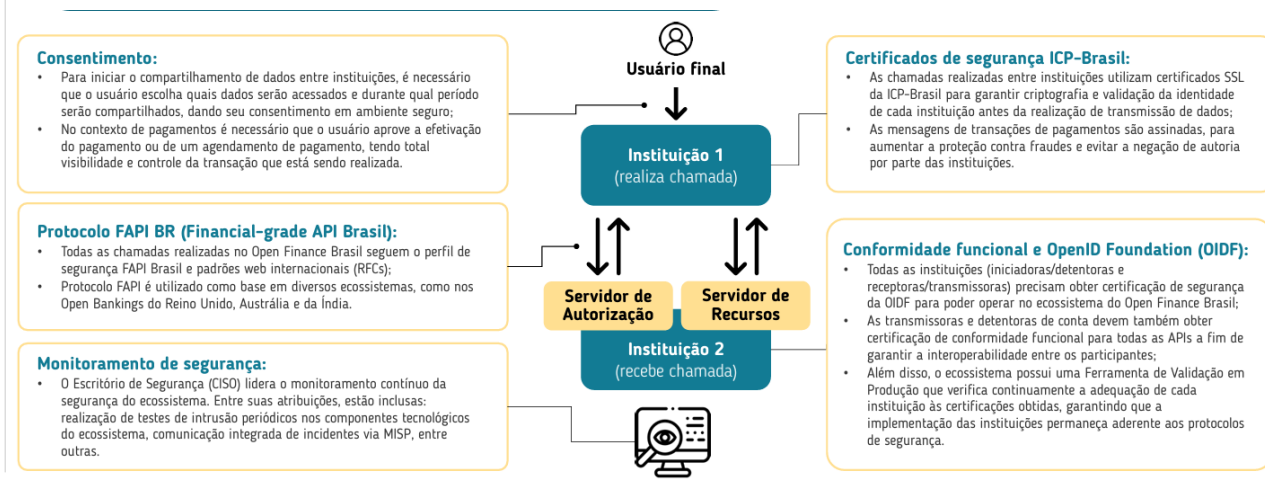 Consentimento:
• Para iniciar o compartilhamento de dados entre instituições, é necessário
que o usuário escolha quais dados serão acessados e durante qual período
serão compartilhados, dando seu consentimento em ambiente seguro;
• No contexto de pagamentos é necessário que o usuário aprove a efetivação
do pagamento ou de um agendamento de pagamento, tendo total
visibilidade e controle da transação que está sendo realizada.
Protocolo FAPI BR (Financial-grade API Brasil):
• Todas as chamadas realizadas no Open Finance Brasil seguem o perfil de
segurança FAPI Brasil e padrões web internacionais (RFCs);
• Protocolo FAPI é utilizado como base em diversos ecossistemas, como nos
Open Bankings do Reino Unido, Austrália e da Índia.
Monitoramento de segurança:
• O Escritório de Segurança (CISO) lidera o monitoramento contínuo da
segurança do ecossistema. Entre suas atribuições, estão inclusas:
realização de testes de intrusão periódicos nos componentes tecnológicos
do ecossistema, comunicação integrada de incidentes via MISP, entre
outras.
Usuário final
Instituição 1
(realiza chamada)
Servidor de
Autorização
Servidor de
Recursos
Instituição 2
(recebe chamada)
Certificados de segurança ICP-Brasil:
• As chamadas realizadas entre instituições utilizam certificados SSL
da ICP-Brasil para garantir criptografia e validação da identidade
de cada instituição antes da realização de transmissão de dados;
• As mensagens de transações de pagamentos são assinadas, para
aumentar a proteção contra fraudes e evitar a negação de autoria
por parte das instituições.
Conformidade funcional e OpenID Foundation (OIDF):
• Todas as instituições (iniciadoras/detentoras e
receptoras/transmissoras) precisam obter certificação de segurança
da OIDF para poder operar no ecossistema do Open Finance Brasil;
• As transmissoras e detentoras de conta devem também obter
certificação de conformidade funcional para todas as APIs a fim de
garantir a interoperabilidade entre os participantes;
• Além disso, o ecossistema possui uma Ferramenta de Validação em
Produção que verifica continuamente a adequação de cada
instituição às certificações obtidas, garantindo que a
implementação das instituições permaneça aderente aos protocolos
de segurança.